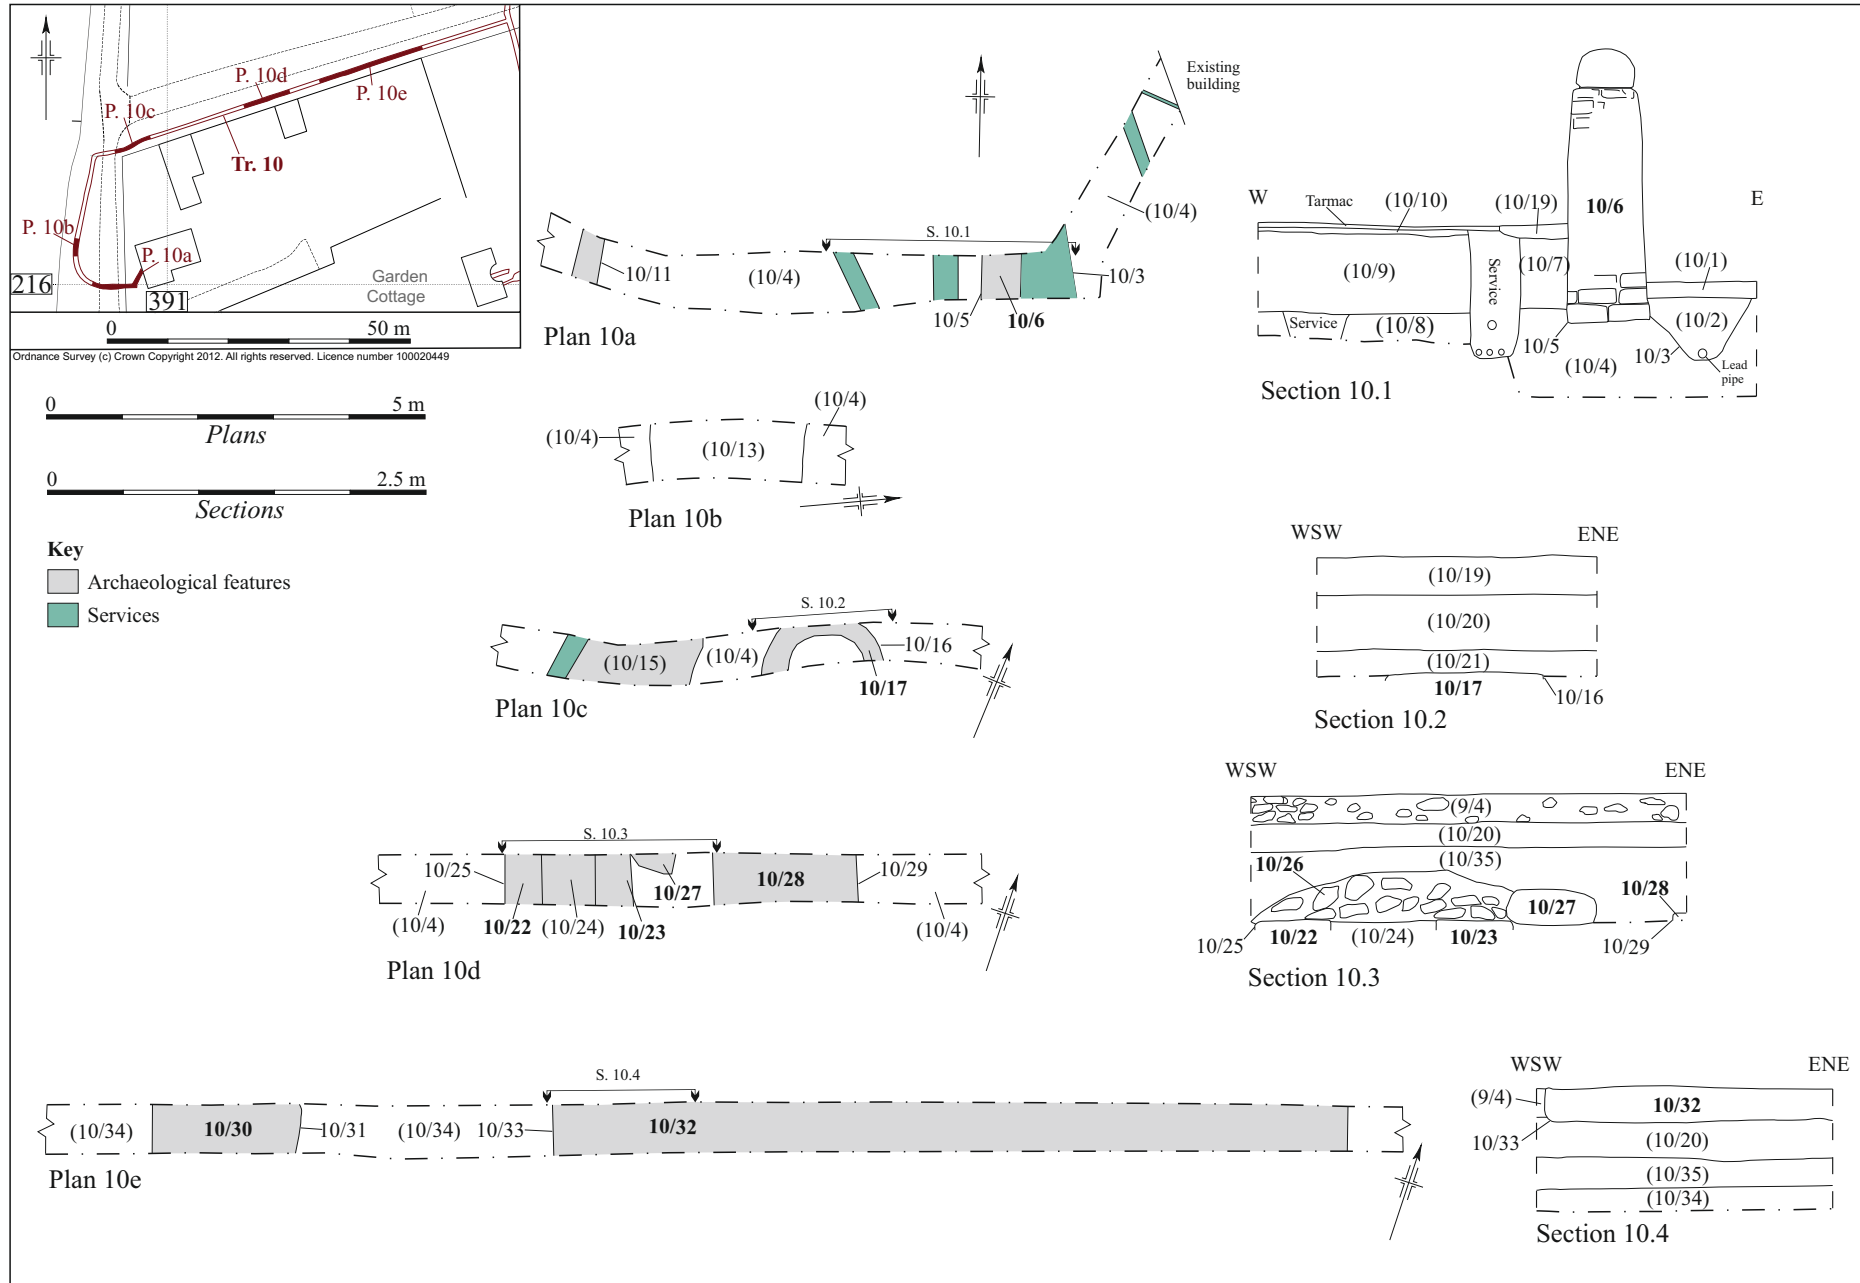 P. 10d
P. 10e
P. 10c
Tr. 10
P. 10b
P. 10a
216
391
Garden
Cottage
0 50 m
Ordnance Survey (c) Crown Copyright 2012. All rights reserved. Licence number 100020449
0 5 m
Plans
0 2.5 m
Sections
Key
Archaeological features
Services
Existing
building
(10/4)
S. 10.1
10/11
(10/4)
10/3
10/5
10/6
Plan 10a
W
E
Tarmac
(10/10)
(10/19)
10/6
(10/9)
Service
(10/7)
(10/1)
Service
(10/8)
(10/2)
10/5
(10/4)
10/3
Lead
pipe
Section 10.1
(10/4)
(10/4)
(10/13)
Plan 10b
WSW ENE
(10/19)
(10/20)
(10/21)
10/17
10/16
Section 10.2
S. 10.2
(10/15)
(10/4)
10/16
10/17
Plan 10c
WSW ENE
(9/4)
(10/20)
(10/35)
10/26
10/27
10/28
10/25
10/22
(10/24)
10/23
10/29
Section 10.3
S. 10.3
10/25
10/27
10/28
10/29
(10/4)
10/22
(10/24)
10/23
(10/4)
Plan 10d
S. 10.4
(10/34)
10/30
10/31
(10/34)
10/33
10/32
Plan 10e
WSW ENE
(9/4)
10/32
10/33
(10/20)
(10/35)
(10/34)
Section 10.4